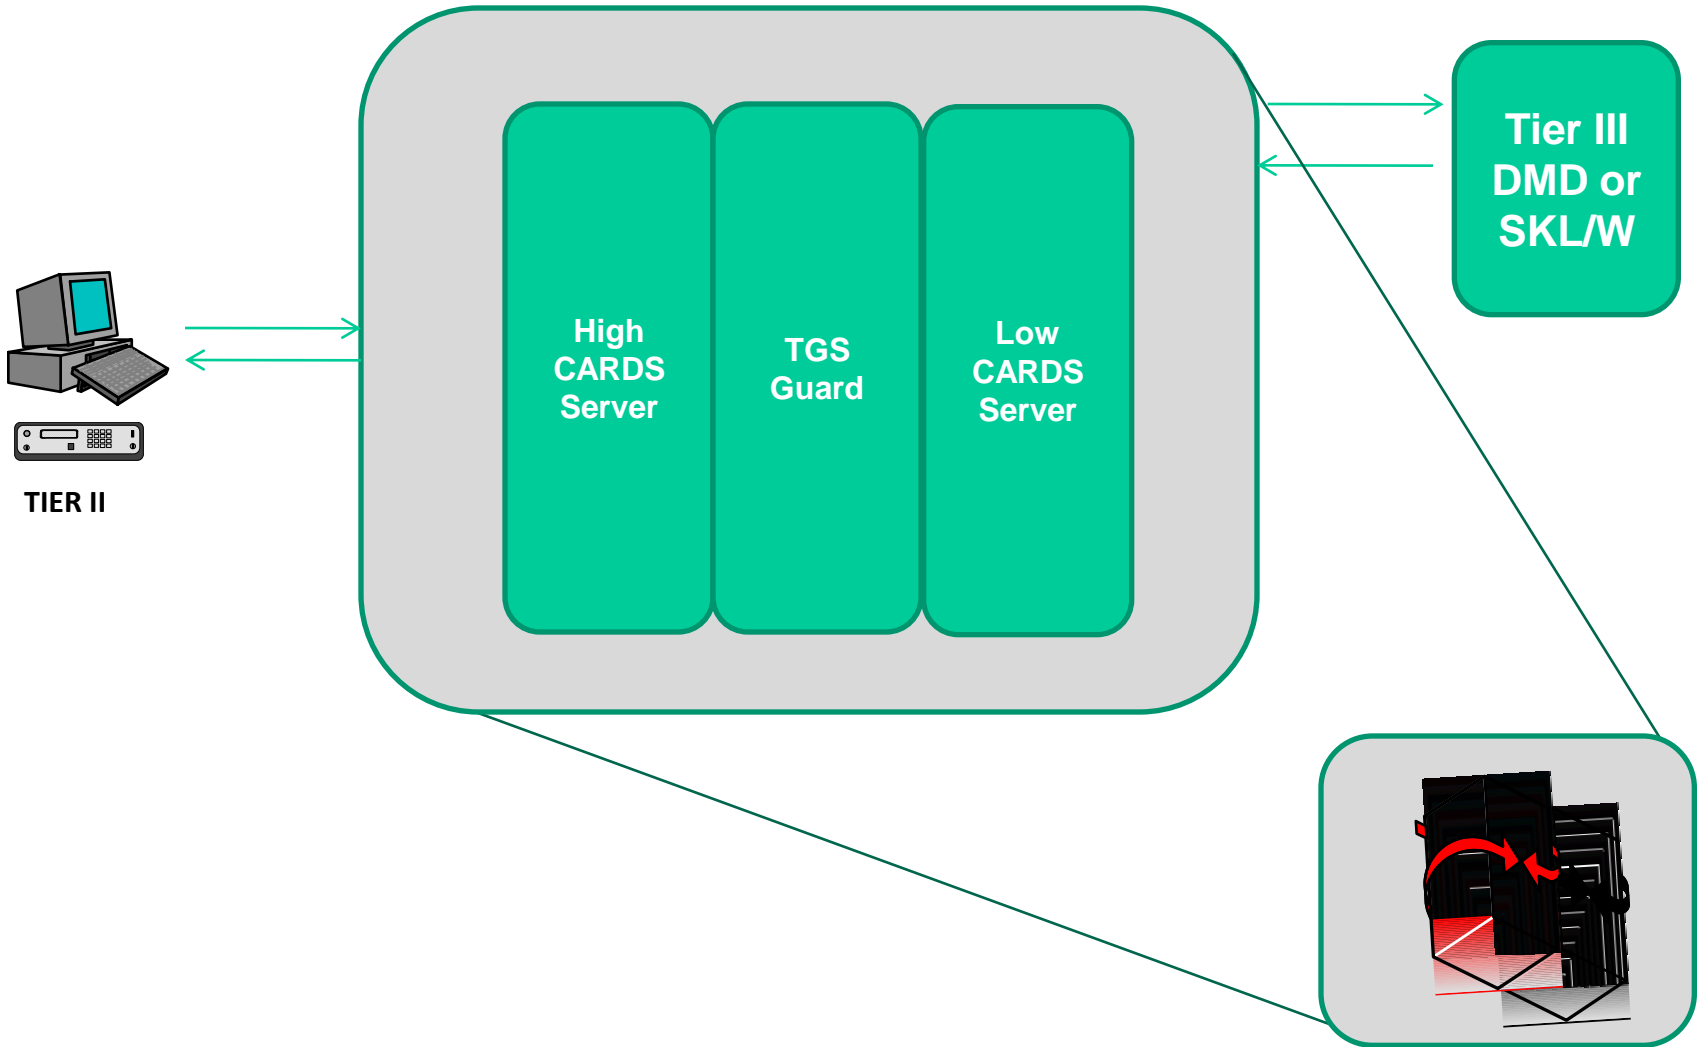 Tier III
DMD or
SKL/W
High
CARDS
Server
TGS
Guard
Low
CARDS
Server
TIER II